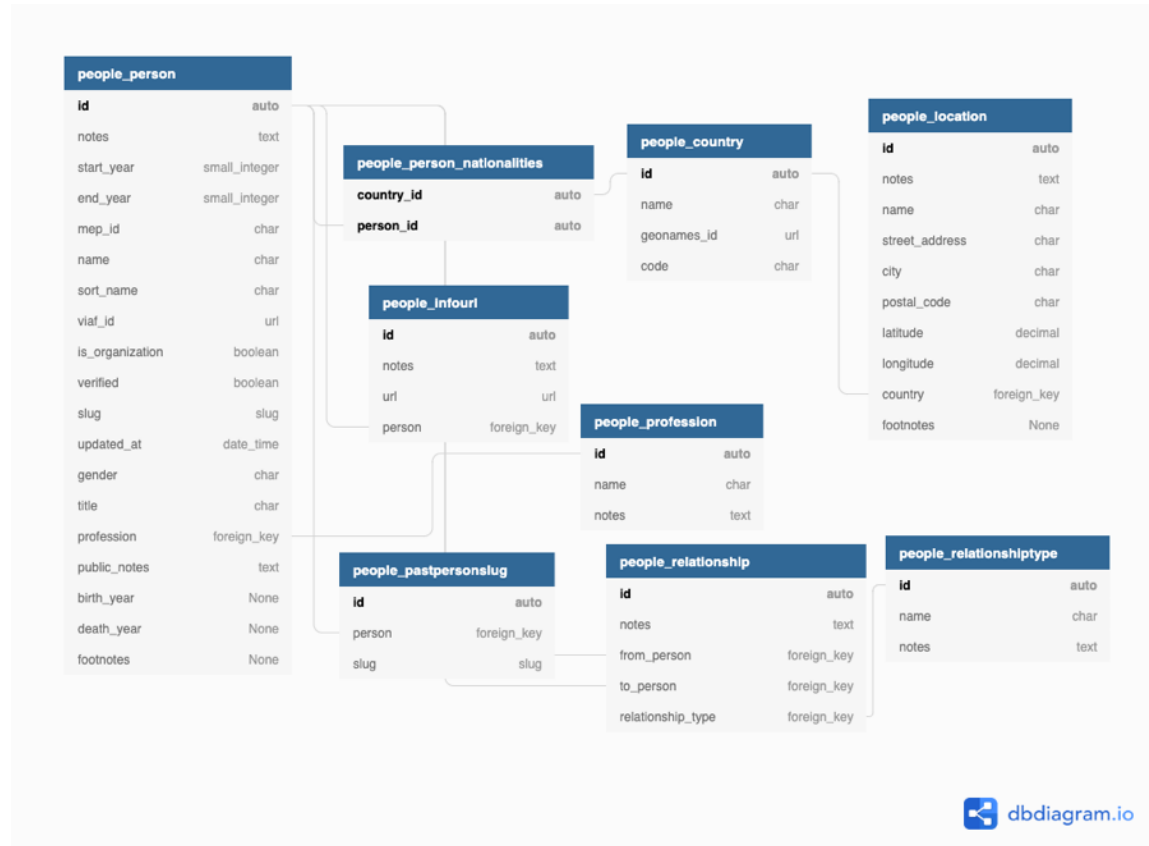 people_person
id auto
notes text
start_year small_integer
end_year small_integer
mep_id char
name char
sort_name char
viaf_id url
is_organization boolean
verified boolean
slug slug
updated_at date_time
gender char
title char
profession foreign_key
public_notes text
birth_year None
death_year None
footnotes None
people_person_nationalities
country_id auto
person_id auto
people_infourl
id auto
notes text
url url
person foreign_key
people_pastpersonslug
id auto
person foreign_key
slug slug
people_country
id auto
name char
geonames_id url
code char
people_profession
id auto
name char
notes text
people_relationship
id auto
notes text
from_person foreign_key
to_person foreign_key
relationship_type foreign_key
people_location
id auto
notes text
name char
street_address char
city char
postal_code char
latitude decimal
longitude decimal
country foreign_key
footnotes None
people_relationshiptype
id auto
name char
notes text
dbdiagram.io